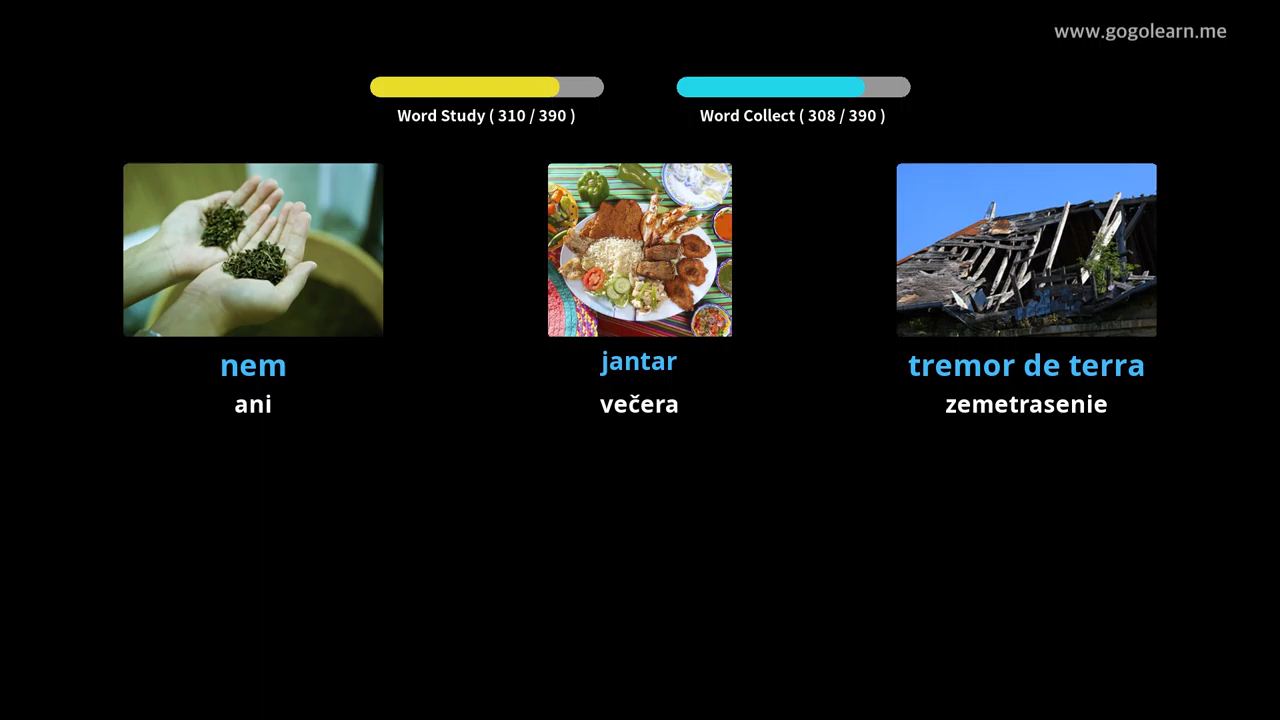 www.gogolearn.me
Word Study ( 310 / 390 )
Word Collect ( 308 / 390 )
nem
ani
jantar
večera
tremor de terra
zemetrasenie